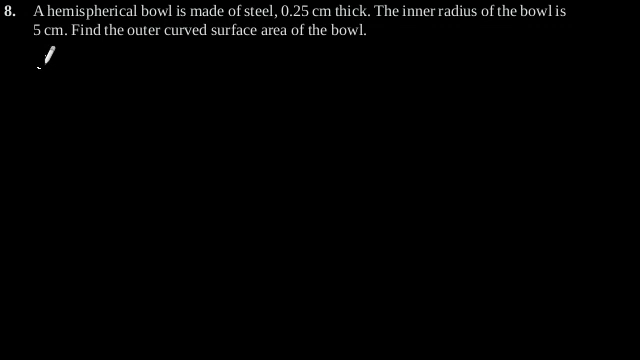 8. A hemispherical bowl is made of steel, 0.25 cm thick. The inner radius of the bowl is
5 cm. Find the outer curved surface area of the bowl.